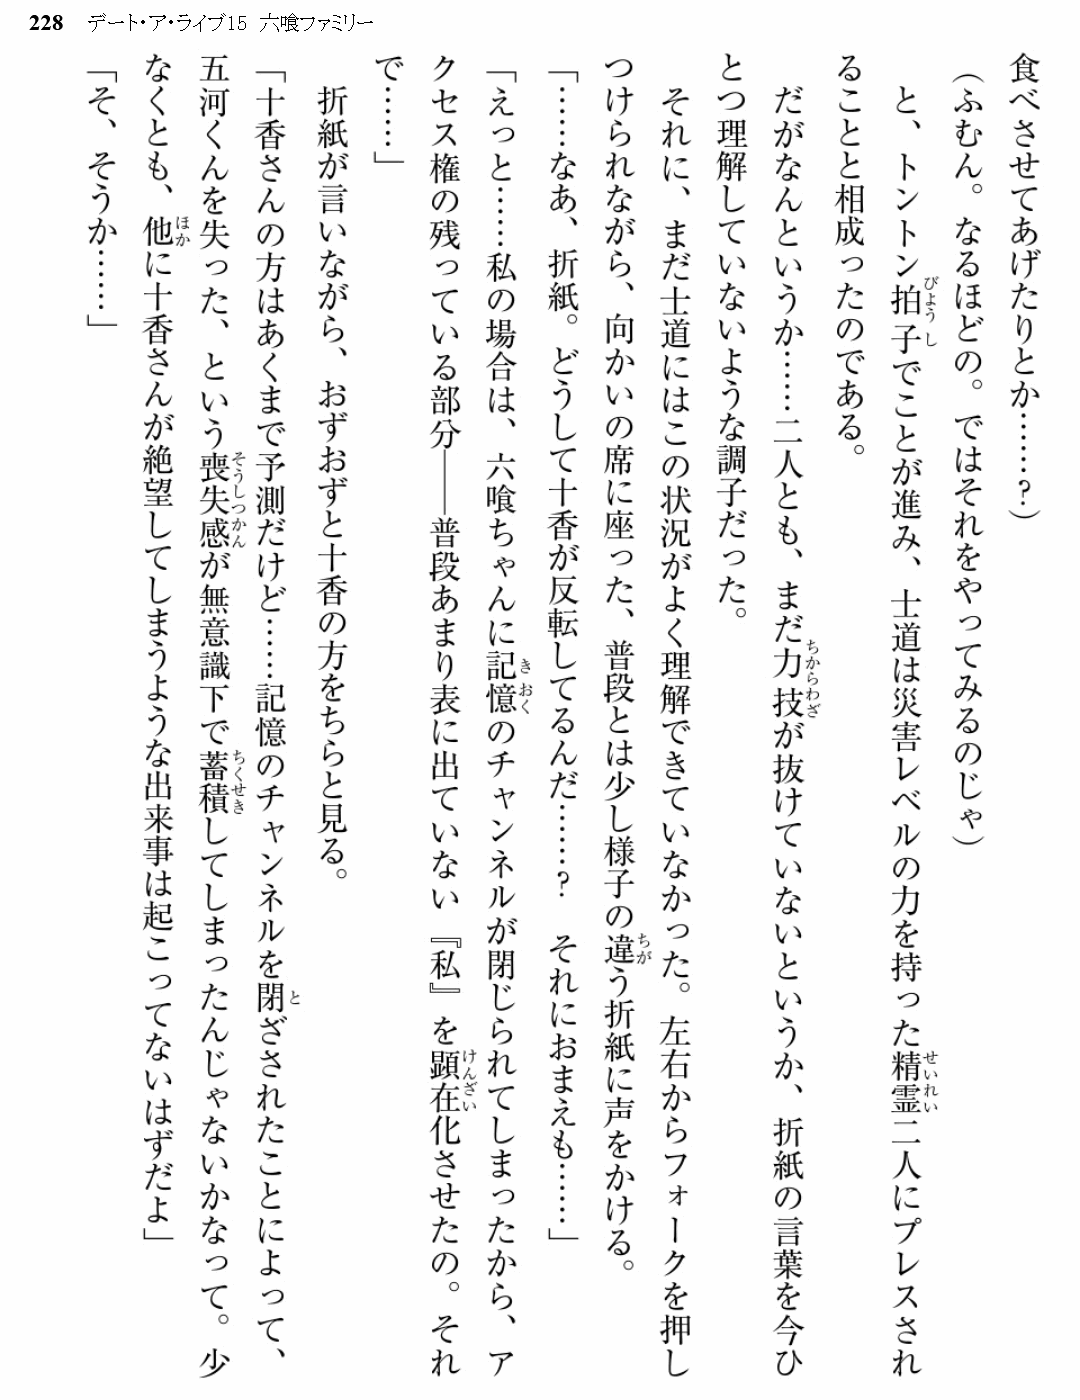 228 デート・ア・ライブ15 六喰ファミリー
食べさせてあげたりとか……?)
(ふむん。なるほどの。ではそれをやってみるのじゃ)
と、トントン拍子でことが進み、士道は災害レベルの力を持った精霊二人にプレスされ
ることと相成ったのである。
だがなんというか……二人とも、まだ力技が抜けていないというか、折紙の言葉を今ひ
とつ理解していないような調子だった。
それに、まだ士道にはこの状況がよく理解できていなかった。左右からフォークを押し
つけられながら、向かいの席に座った、普段とは少し様子の違う折紙に声をかける。
「……なあ、折紙。どうして十香が反転してるんだ……? それにおまえも……」
「えっと……私の場合は、六喰ちゃんに記憶のチャンネルが閉じられてしまったから、ア
クセス権の残っている部分――普段あまり表に出ていない『私』を顕在化させたの。それ
で……」
折紙が言いながら、おずおずと十香の方をちらと見る。
「十香さんの方はあくまで予測だけど……記憶のチャンネルを閉ざされたことによって、
五河くんを失った、という喪失感が無意識下で蓄積してしまったんじゃないかなって。少
なくとも、他に十香さんが絶望してしまうような出来事は起こってないはずだよ」
「そ、そうか……」